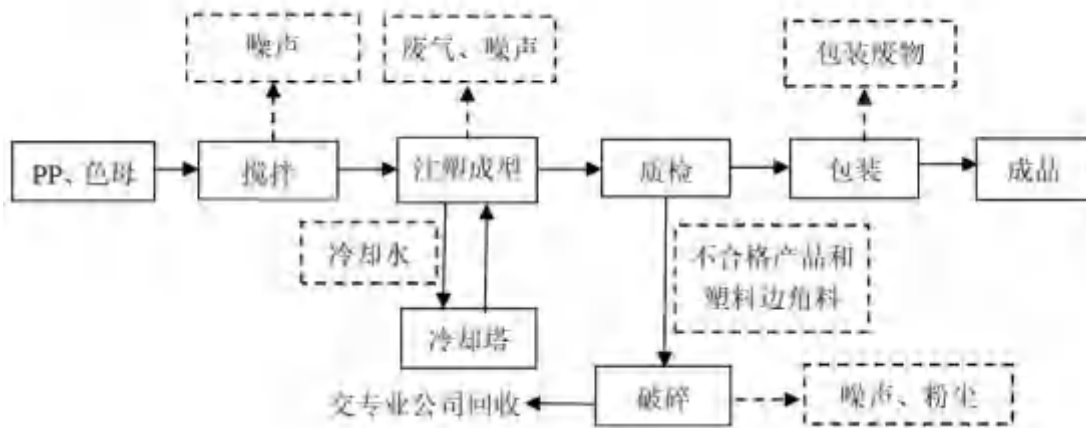 噪声
废气、噪声
包装废物
PP、色母
搅拌
注塑成型
质检
包装
成品
冷却水
不合格产品和
塑料边角料
冷却塔
交专业公司回收
破碎
噪声、粉尘